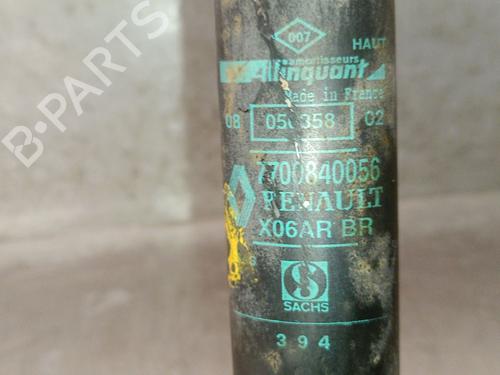 007
HAUT
amortisseurs
Allinquant
Made in France
08 050358 02
7700840056
RENAULT
X06AR BR
SACHS
394
B-PARTS